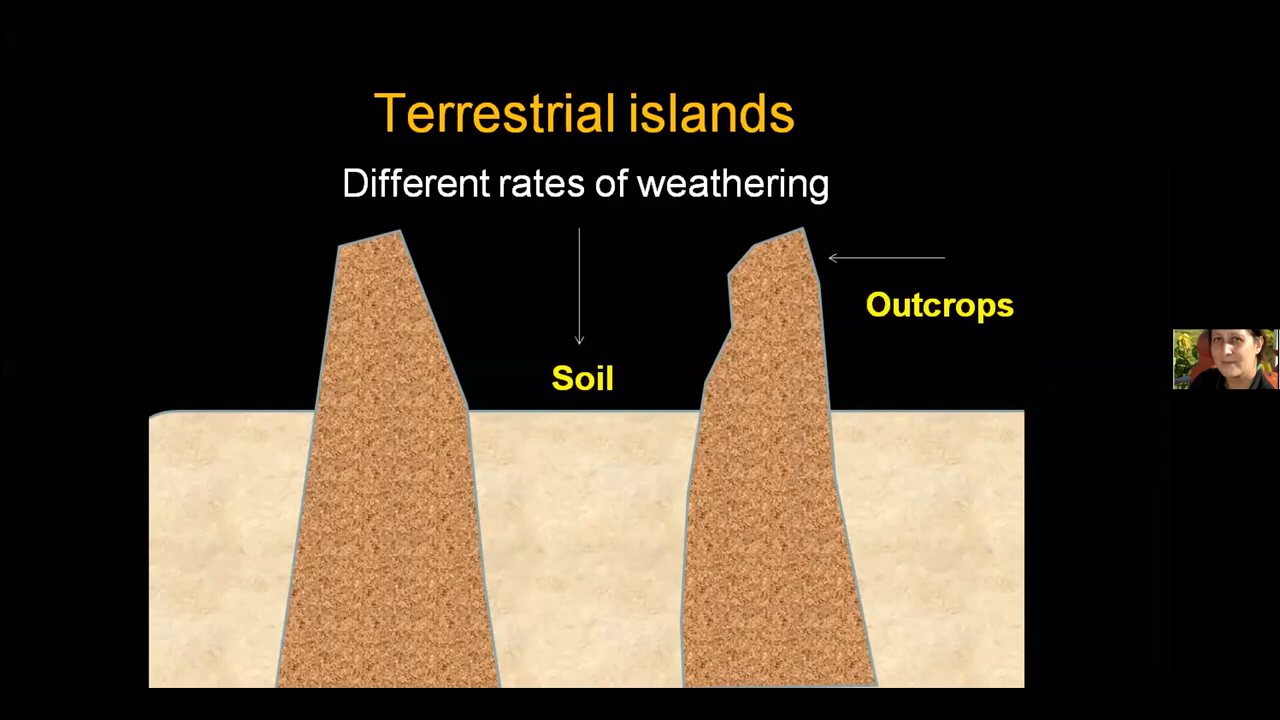 Terrestrial islands
Different rates of weathering
Outcrops
Soil